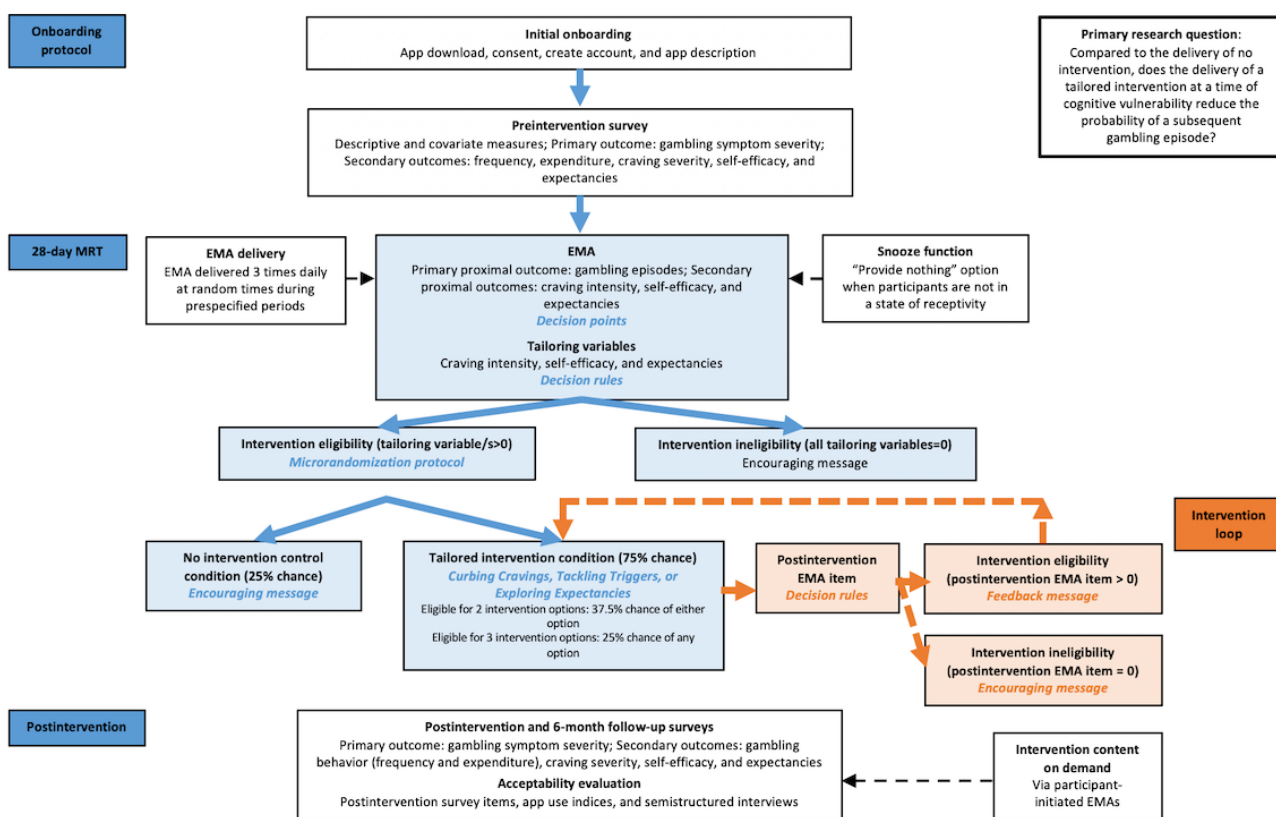 Onboarding
protocol
Initial onboarding
App download, consent, create account, and app description
Primary research question:
Compared to the delivery of no
intervention, does the delivery of a
tailored intervention at a time of
cognitive vulnerability reduce the
probability of a subsequent
gambling episode?
Preintervention survey
Descriptive and covariate measures; Primary outcome: gambling symptom severity;
Secondary outcomes: frequency, expenditure, craving severity, self-efficacy, and
expectancies
28-day MRT
EMA delivery
EMA delivered 3 times daily
at random times during
prespecified periods
EMA
Primary proximal outcome: gambling episodes; Secondary
proximal outcomes: craving intensity, self-efficacy, and
expectancies
Decision points
Tailoring variables
Craving intensity, self-efficacy, and expectancies
Decision rules
Snooze function
“Provide nothing” option
when participants are not in
a state of receptivity
Intervention eligibility (tailoring variable/s>0)
Microrandomization protocol
Intervention ineligibility (all tailoring variables=0)
Encouraging message
Intervention
loop
No intervention control
condition (25% chance)
Encouraging message
Tailored intervention condition (75% chance)
Curbing Cravings, Tackling Triggers, or
Exploring Expectancies
Eligible for 2 intervention options: 37.5% chance of either
option
Eligible for 3 intervention options: 25% chance of any
option
Postintervention
EMA item
Decision rules
Intervention eligibility
(postintervention EMA item > 0)
Feedback message
Intervention ineligibility
(postintervention EMA item = 0)
Encouraging message
Postintervention
Postintervention and 6-month follow-up surveys
Primary outcome: gambling symptom severity; Secondary outcomes: gambling
behavior (frequency and expenditure), craving severity, self-efficacy, and expectancies
Acceptability evaluation
Postintervention survey items, app use indices, and semistructured interviews
Intervention content
on demand
Via participant-
initiated EMAs